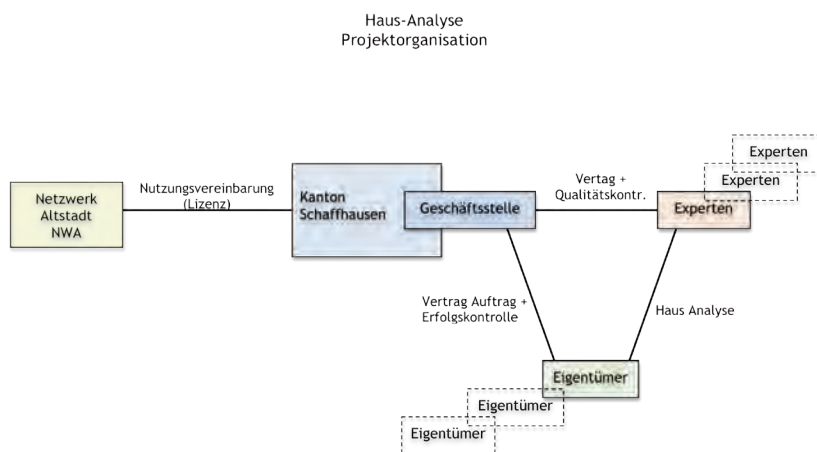 Haus-Analyse
Projektorganisation
Experten
Experten
Vertag +
Qualitätskontr.
Experten
Netzwerk
Altstadt
NWA
Nutzungsvereinbarung
(Lizenz)
Kanton
Schaffhausen
Geschäftsstelle
Vertrag Auftrag +
Erfolgskontrolle
Haus Analyse
Eigentümer
Eigentümer
Eigentümer